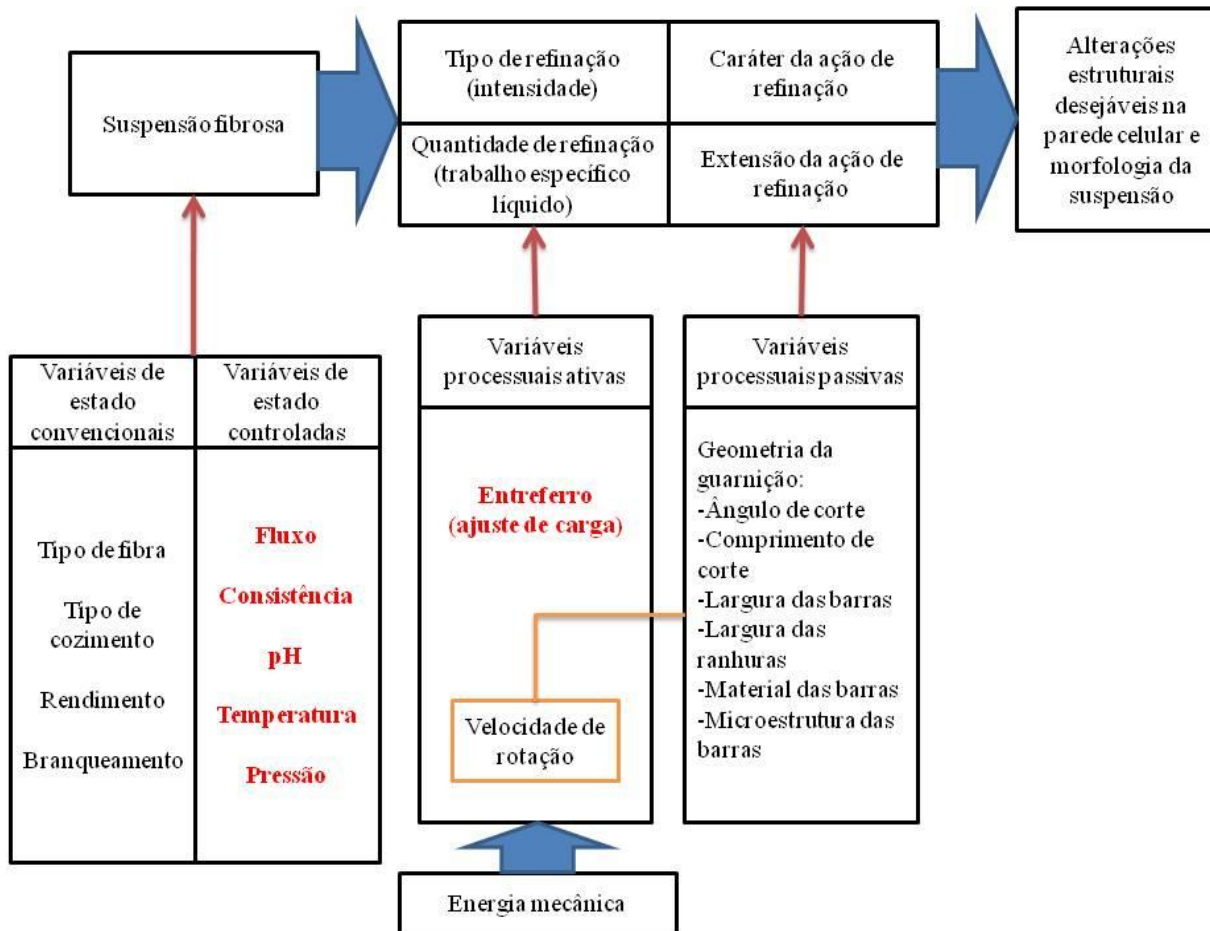 Suspensão fibrosa
Tipo de refinação
(intensidade)
Caráter da ação de
refinação
Quantidade de refinação
(trabalho específico
líquido)
Extensão da ação de
refinação
Alterações
estruturais
desejáveis na
parede celular e
morfologia da
suspensão
Variáveis de
estado
convencionais
Variáveis de
estado
controladas
Tipo de fibra
Tipo de
cozimento
Rendimento
Branqueamento
Fluxo
Consistência
pH
Temperatura
Pressão
Variáveis
processuais ativas
Entreferro
(ajuste de carga)
Velocidade de
rotação
Variáveis
processuais passivas
Geometria da
guarnição:
-Ângulo de corte
-Comprimento de
corte
-Largura das barras
-Largura das
ranhuras
-Material das barras
-Microestrutura das
barras
Energia mecânica